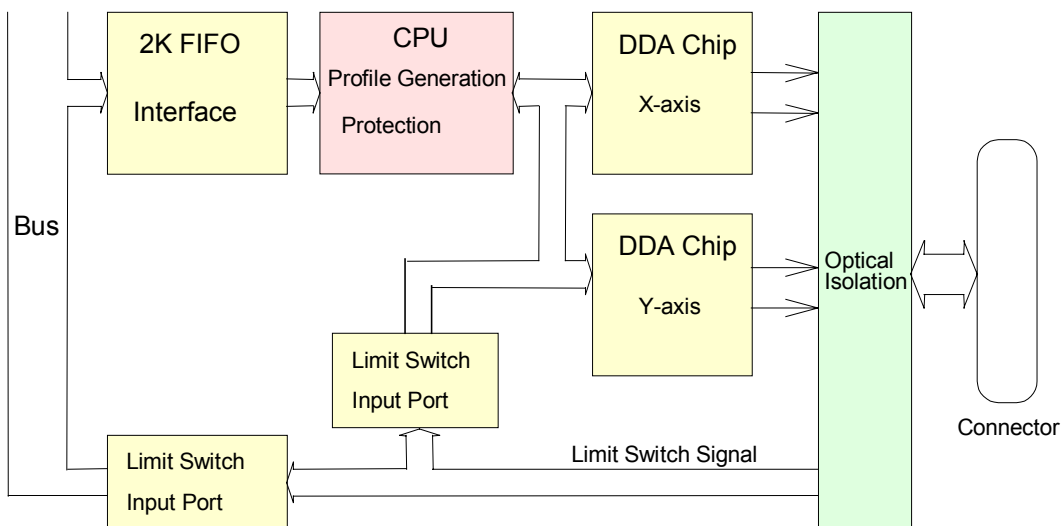 2K FIFO
Interface
CPU
Profile Generation
Protection
DDA Chip
X-axis
Bus
DDA Chip
Y-axis
Optical
Isolation
Limit Switch
Input Port
Connector
Limit Switch Signal
Limit Switch
Input Port